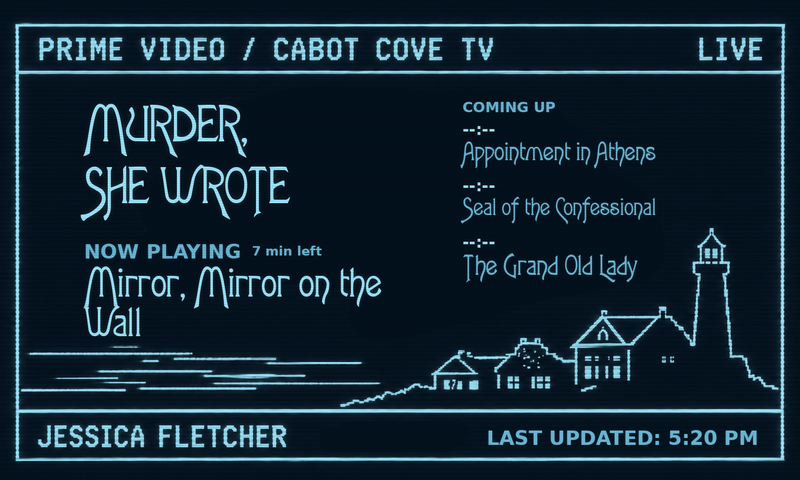 PRIME VIDEO / CABOT COVE TV
LIVE
MURDER,
SHE WROTE
NOW PLAYING 7 min left
Mirror, Mirror on the
Wall
COMING UP
--:--
Appointment in Athens
--:--
Seal of the Confessional
--:--
The Grand Old Lady
JESSICA FLETCHER
LAST UPDATED: 5:20 PM